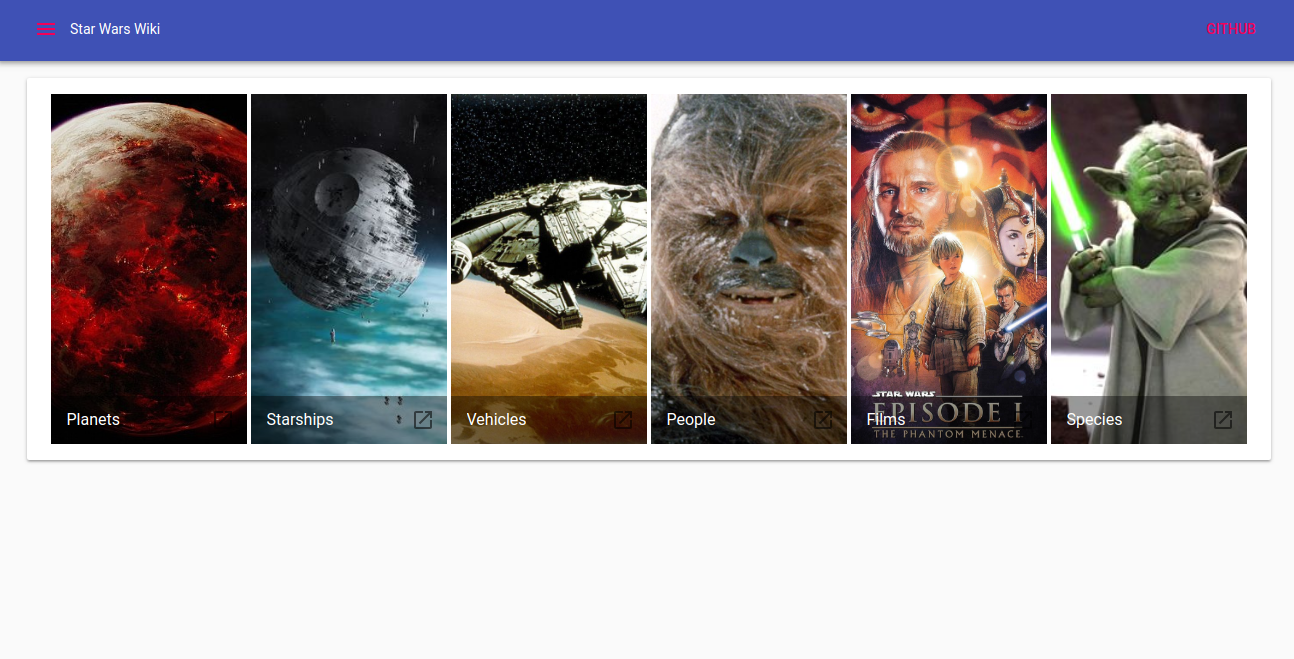 Star Wars Wiki
GITHUB
Planets
Starships
Vehicles
People
Films
Species
STAR WARS
EPISODE I
THE PHANTOM MENACE